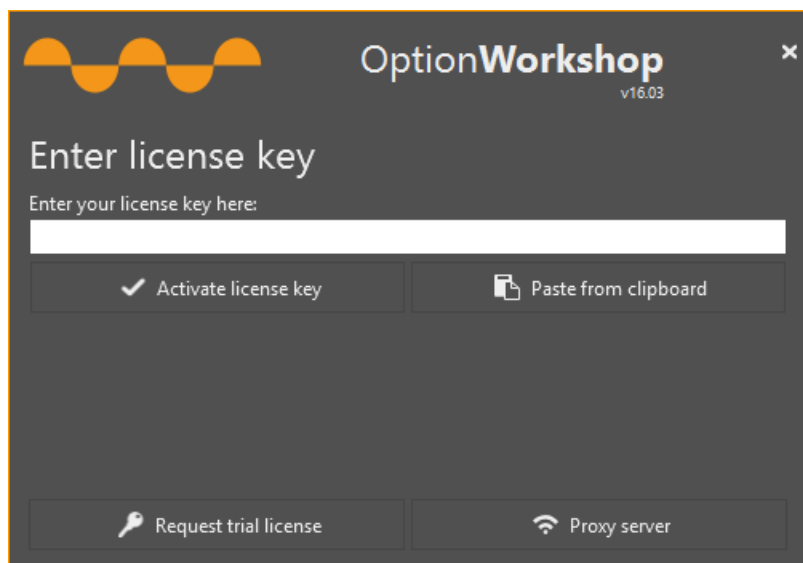 OptionWorkshop
v16.03
Enter license key
Enter your license key here:
Activate license key
Paste from clipboard
Request trial license
Proxy server